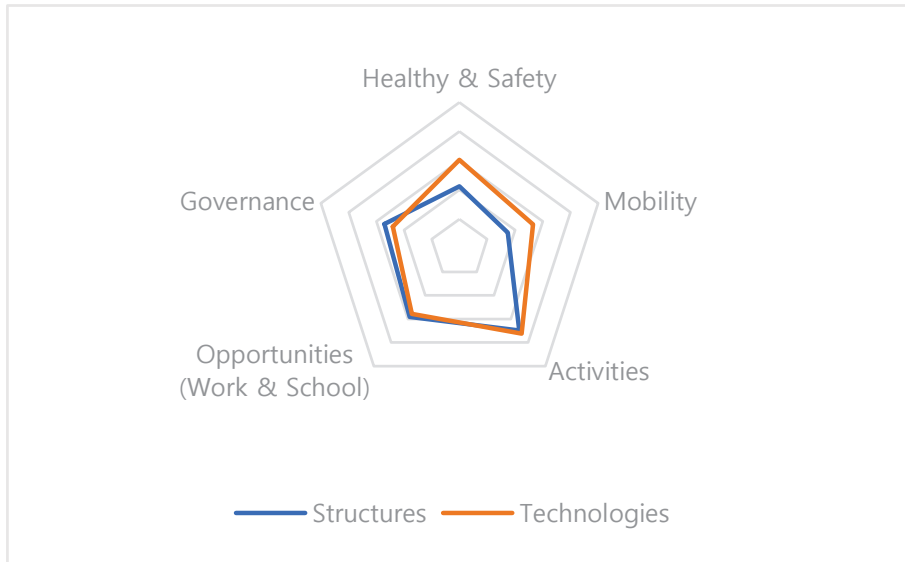 Healthy & Safety
Governance
Mobility
Opportunities
(Work & School)
Activities
Structures
Technologies